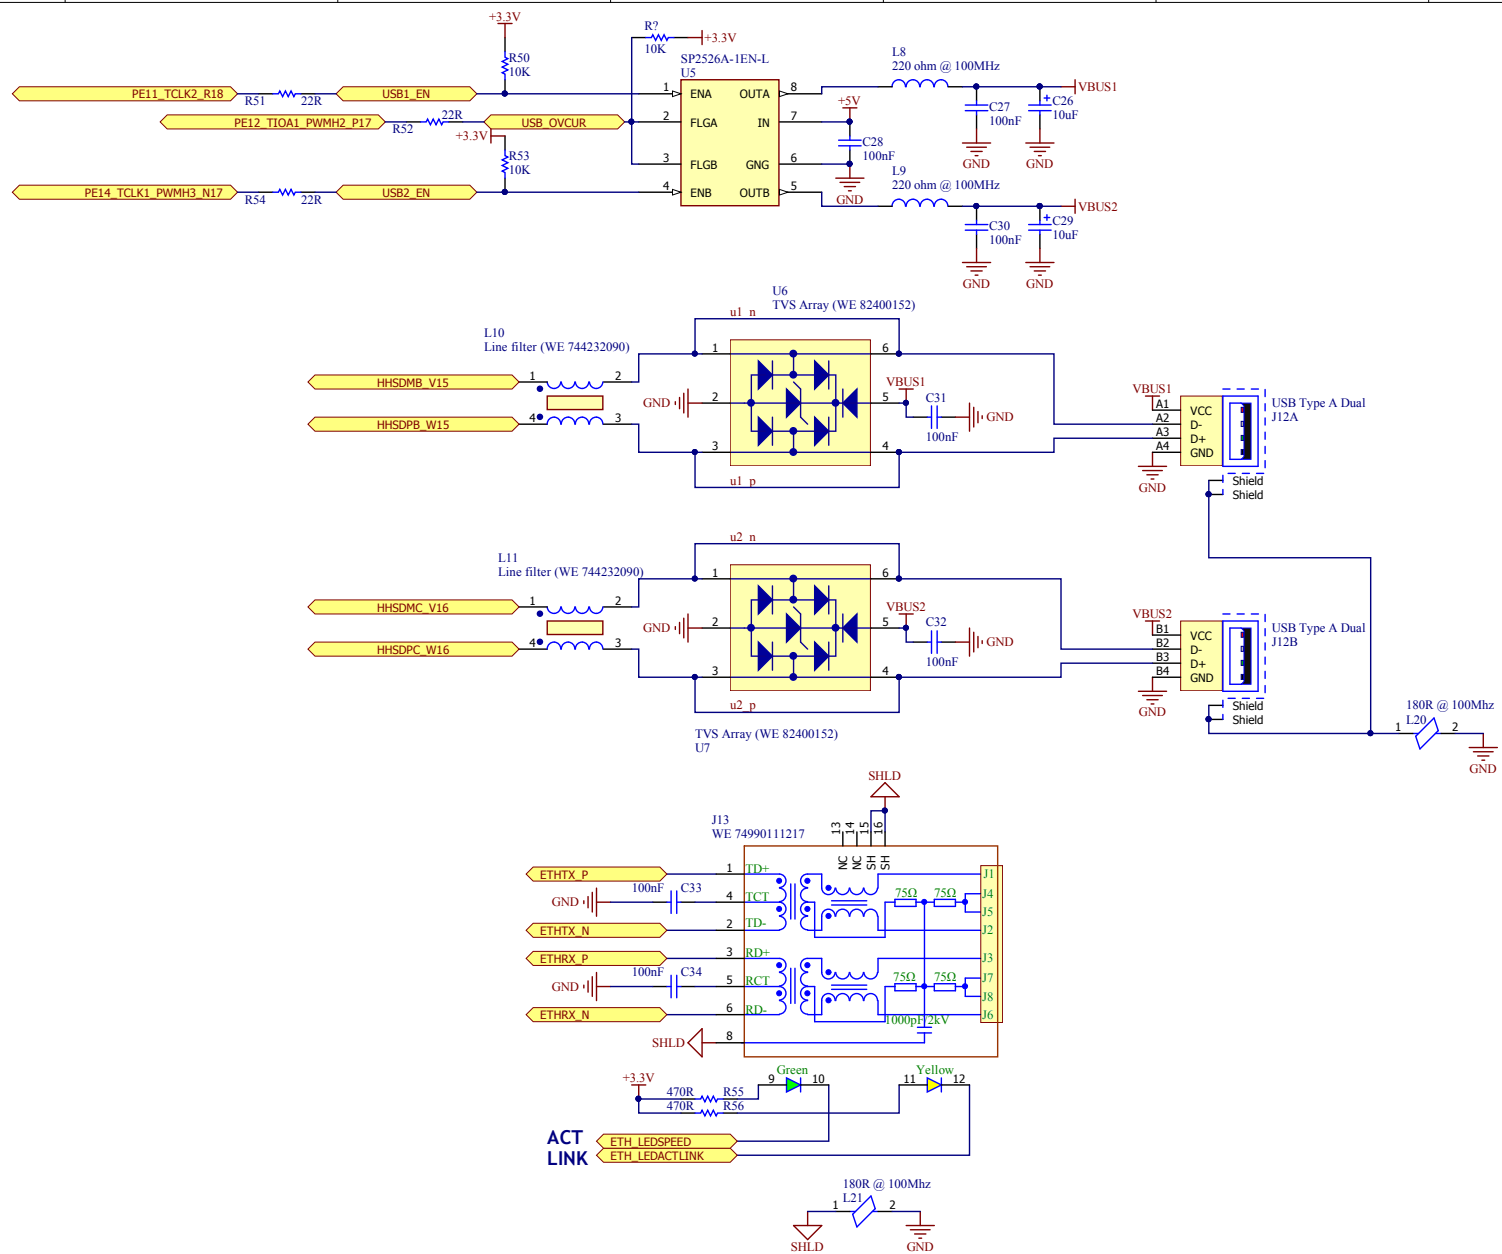 +3.3V
R50
10K
R?
10K
+3.3V
SP2526A-1EN-L
U5
PE11_TCLK2_R18
R51
22R
USB1_EN
PE12_TIOA1_PWMH2_P17
R52
22R
USB_OVCUR
+3.3V
R53
10K
PE14_TCLK1_PWMH3_N17
R54
22R
USB2_EN
1
ENA
OUTA
8
2
FLGA
IN
7
3
FLGB
GNG
6
4
ENB
OUTB
5
L8
220 ohm @ 100MHz
VBUS1
+5V
C28
100nF
GND
C27
100nF
GND
C26
+
10uF
GND
L9
220 ohm @ 100MHz
VBUS2
C30
100nF
GND
C29
+
10uF
GND
U6
TVS Array (WE 82400152)
u1_n
L10
Line filter (WE 744232090)
HHSDMB_V15
1
2
HHSDPB_W15
4
3
1
6
GND
2
5
3
4
u1_p
VBUS1
C31
100nF
GND
VBUS1
A1
VCC
A2
D-
A3
D+
A4
GND
GND
USB Type A Dual
J12A
Shield
Shield
u2_n
L11
Line filter (WE 744232090)
HHSDMC_V16
1
2
HHSDPC_W16
4
3
1
6
GND
2
5
3
4
u2_p
TVS Array (WE 82400152)
U7
VBUS2
C32
100nF
GND
VBUS2
B1
VCC
B2
D-
B3
D+
B4
GND
GND
USB Type A Dual
J12B
Shield
Shield
180R @ 100Mhz
L20
1
2
GND
SHLD
J13
WE 74990111217
13
14
15
16
NC
NC
SH
SH
ETHTX_P
1
TD+
100nF
C33
GND
4
TCT
ETHTX_N
2
TD-
ETHRX_P
3
RD+
100nF
C34
GND
5
RCT
ETHRX_N
6
RD-
SHLD
8
75Ω
75Ω
75Ω
75Ω
1000pF/2kV
J1
J4
J5
J2
J3
J7
J8
J6
+3.3V
470R
R55
470R
R56
Green
9
10
Yellow
11
12
ACT
ETH_LEDSPEED
LINK
ETH_LEDACTLINK
180R @ 100Mhz
L21
1
2
SHLD
GND